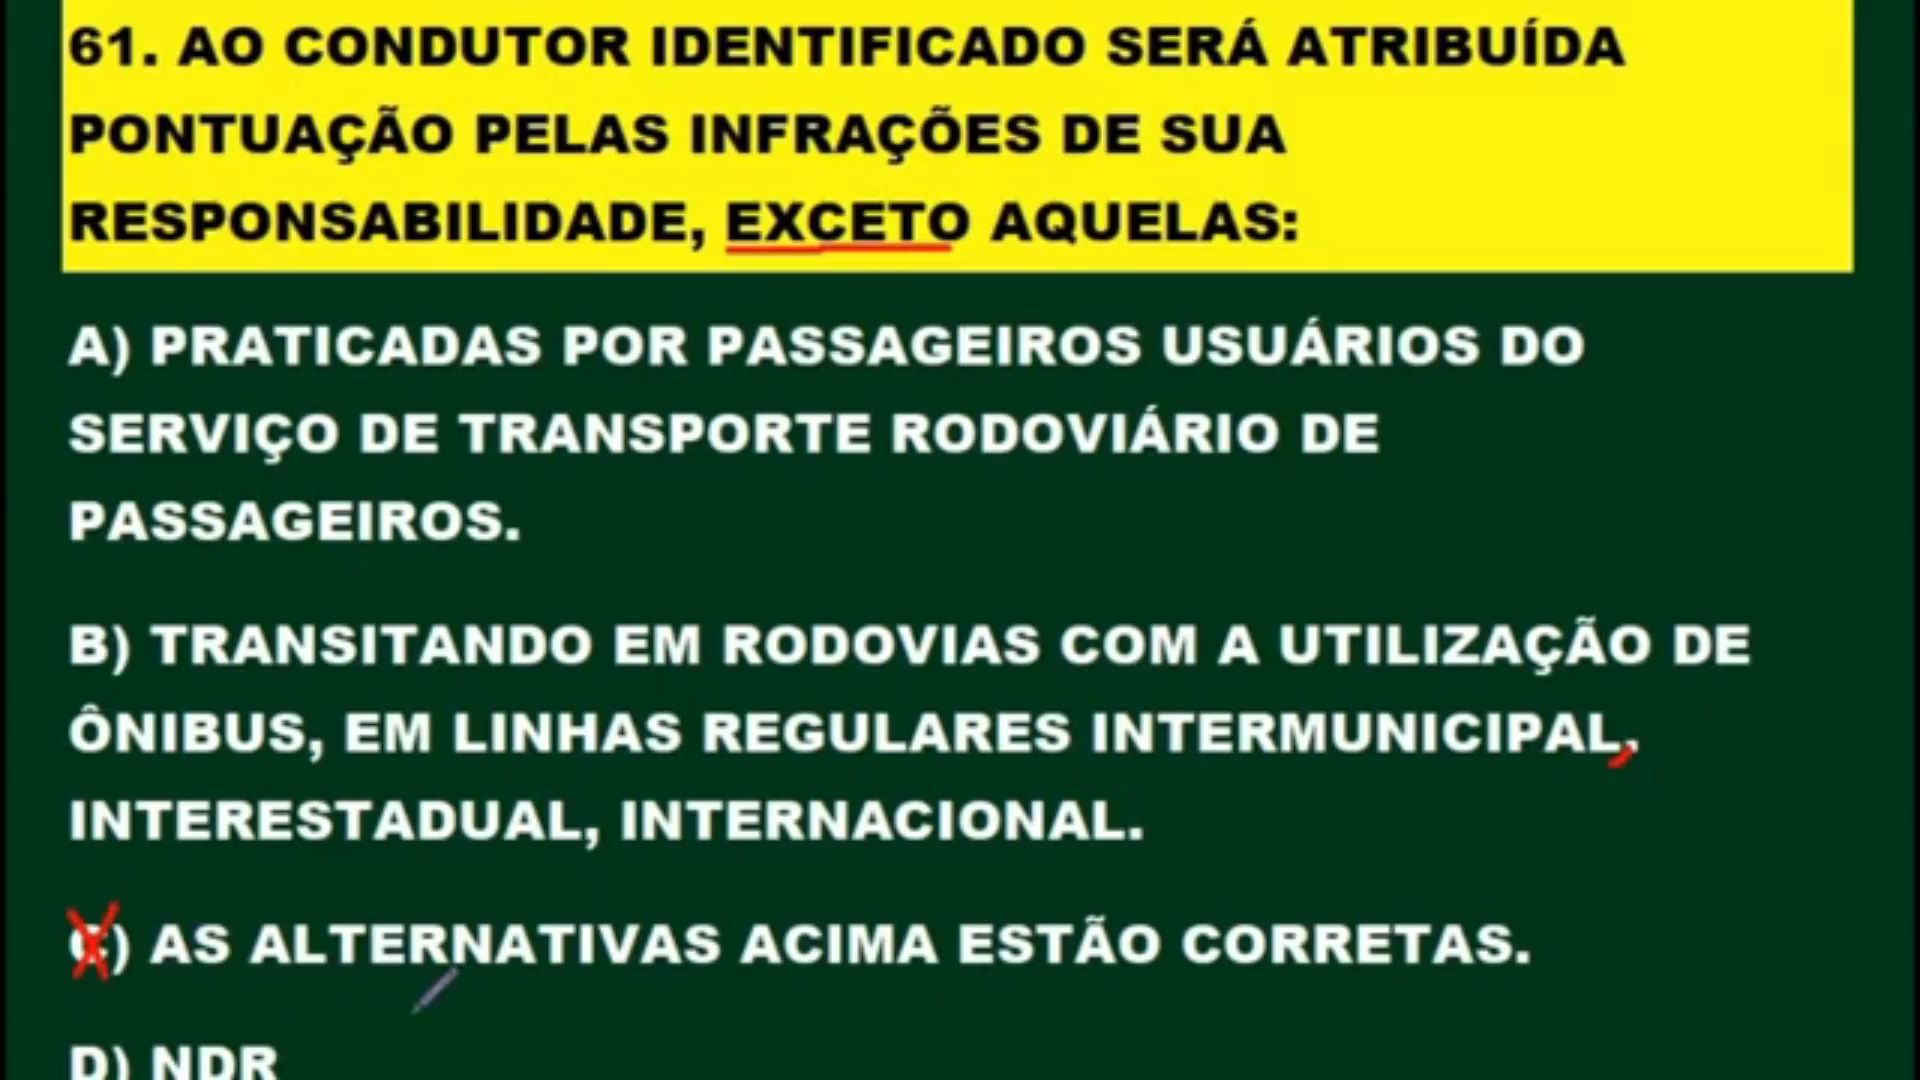 61. AO CONDUTOR IDENTIFICADO SERÁ ATRIBUÍDA
PONTUAÇÃO PELAS INFRAÇÕES DE SUA
RESPONSABILIDADE, EXCETO AQUELAS:
A) PRATICADAS POR PASSAGEIROS USUÁRIOS DO
SERVIÇO DE TRANSPORTE RODOVIÁRIO DE
PASSAGEIROS.
B) TRANSITANDO EM RODOVIAS COM A UTILIZAÇÃO DE
ÔNIBUS, EM LINHAS REGULARES INTERMUNICIPAL,
INTERESTADUAL, INTERNACIONAL.
C) AS ALTERNATIVAS ACIMA ESTÃO CORRETAS.
D) NDR